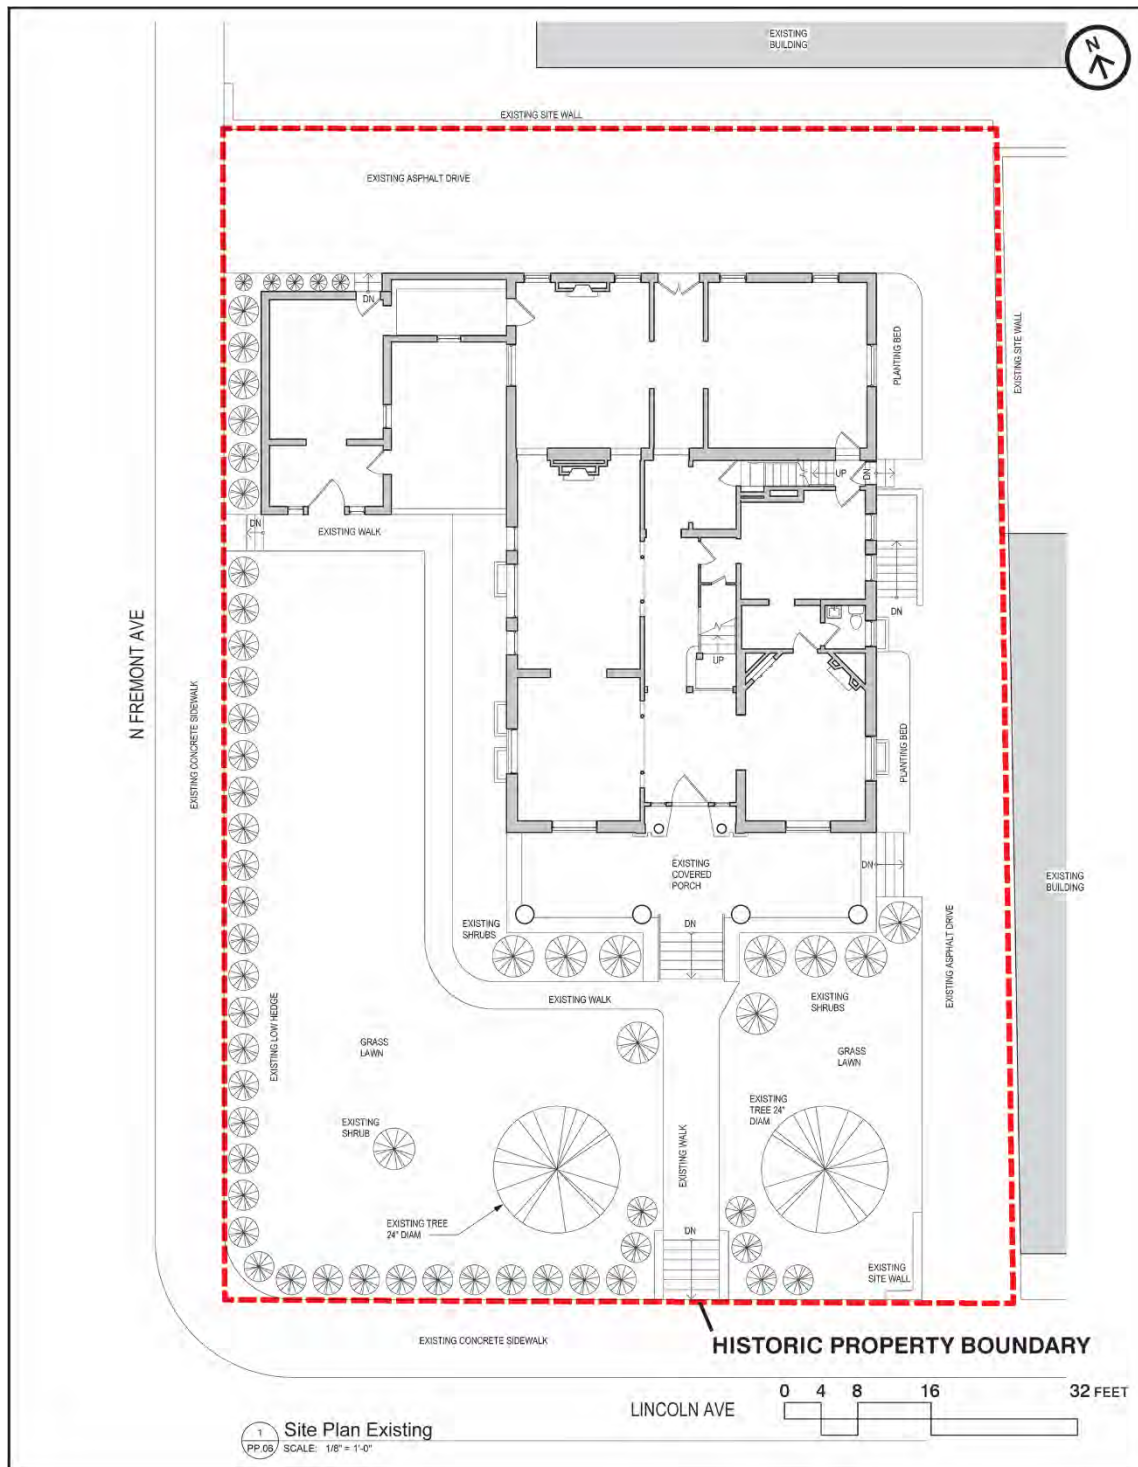 EXISTING
BUILDING
N
EXISTING SITE WALL
EXISTING ASPHALT DRIVE
DN
PLANTING BED
EXISTING SITE WALL
UP
DN
DN
EXISTING WALK
DN
UP
N FREMONT AVE
EXISTING CONCRETE SIDEWALK
PLANTING BED
EXISTING
COVERED
PORCH
DN
EXISTING
BUILDING
EXISTING
SHRUBS
DN
EXISTING ASPHALT DRIVE
EXISTING WALK
EXISTING
SHRUBS
EXISTING LOW HEDGE
GRASS
LAWN
GRASS
LAWN
EXISTING
TREE 24"
DIAM
EXISTING
SHRUB
EXISTING WALK
EXISTING TREE
24" DIAM
DN
EXISTING
SITE WALL
EXISTING CONCRETE SIDEWALK
HISTORIC PROPERTY BOUNDARY
0 4 8 16 32 FEET
LINCOLN AVE
1
PP.06
Site Plan Existing
SCALE: 1/8" = 1'-0"